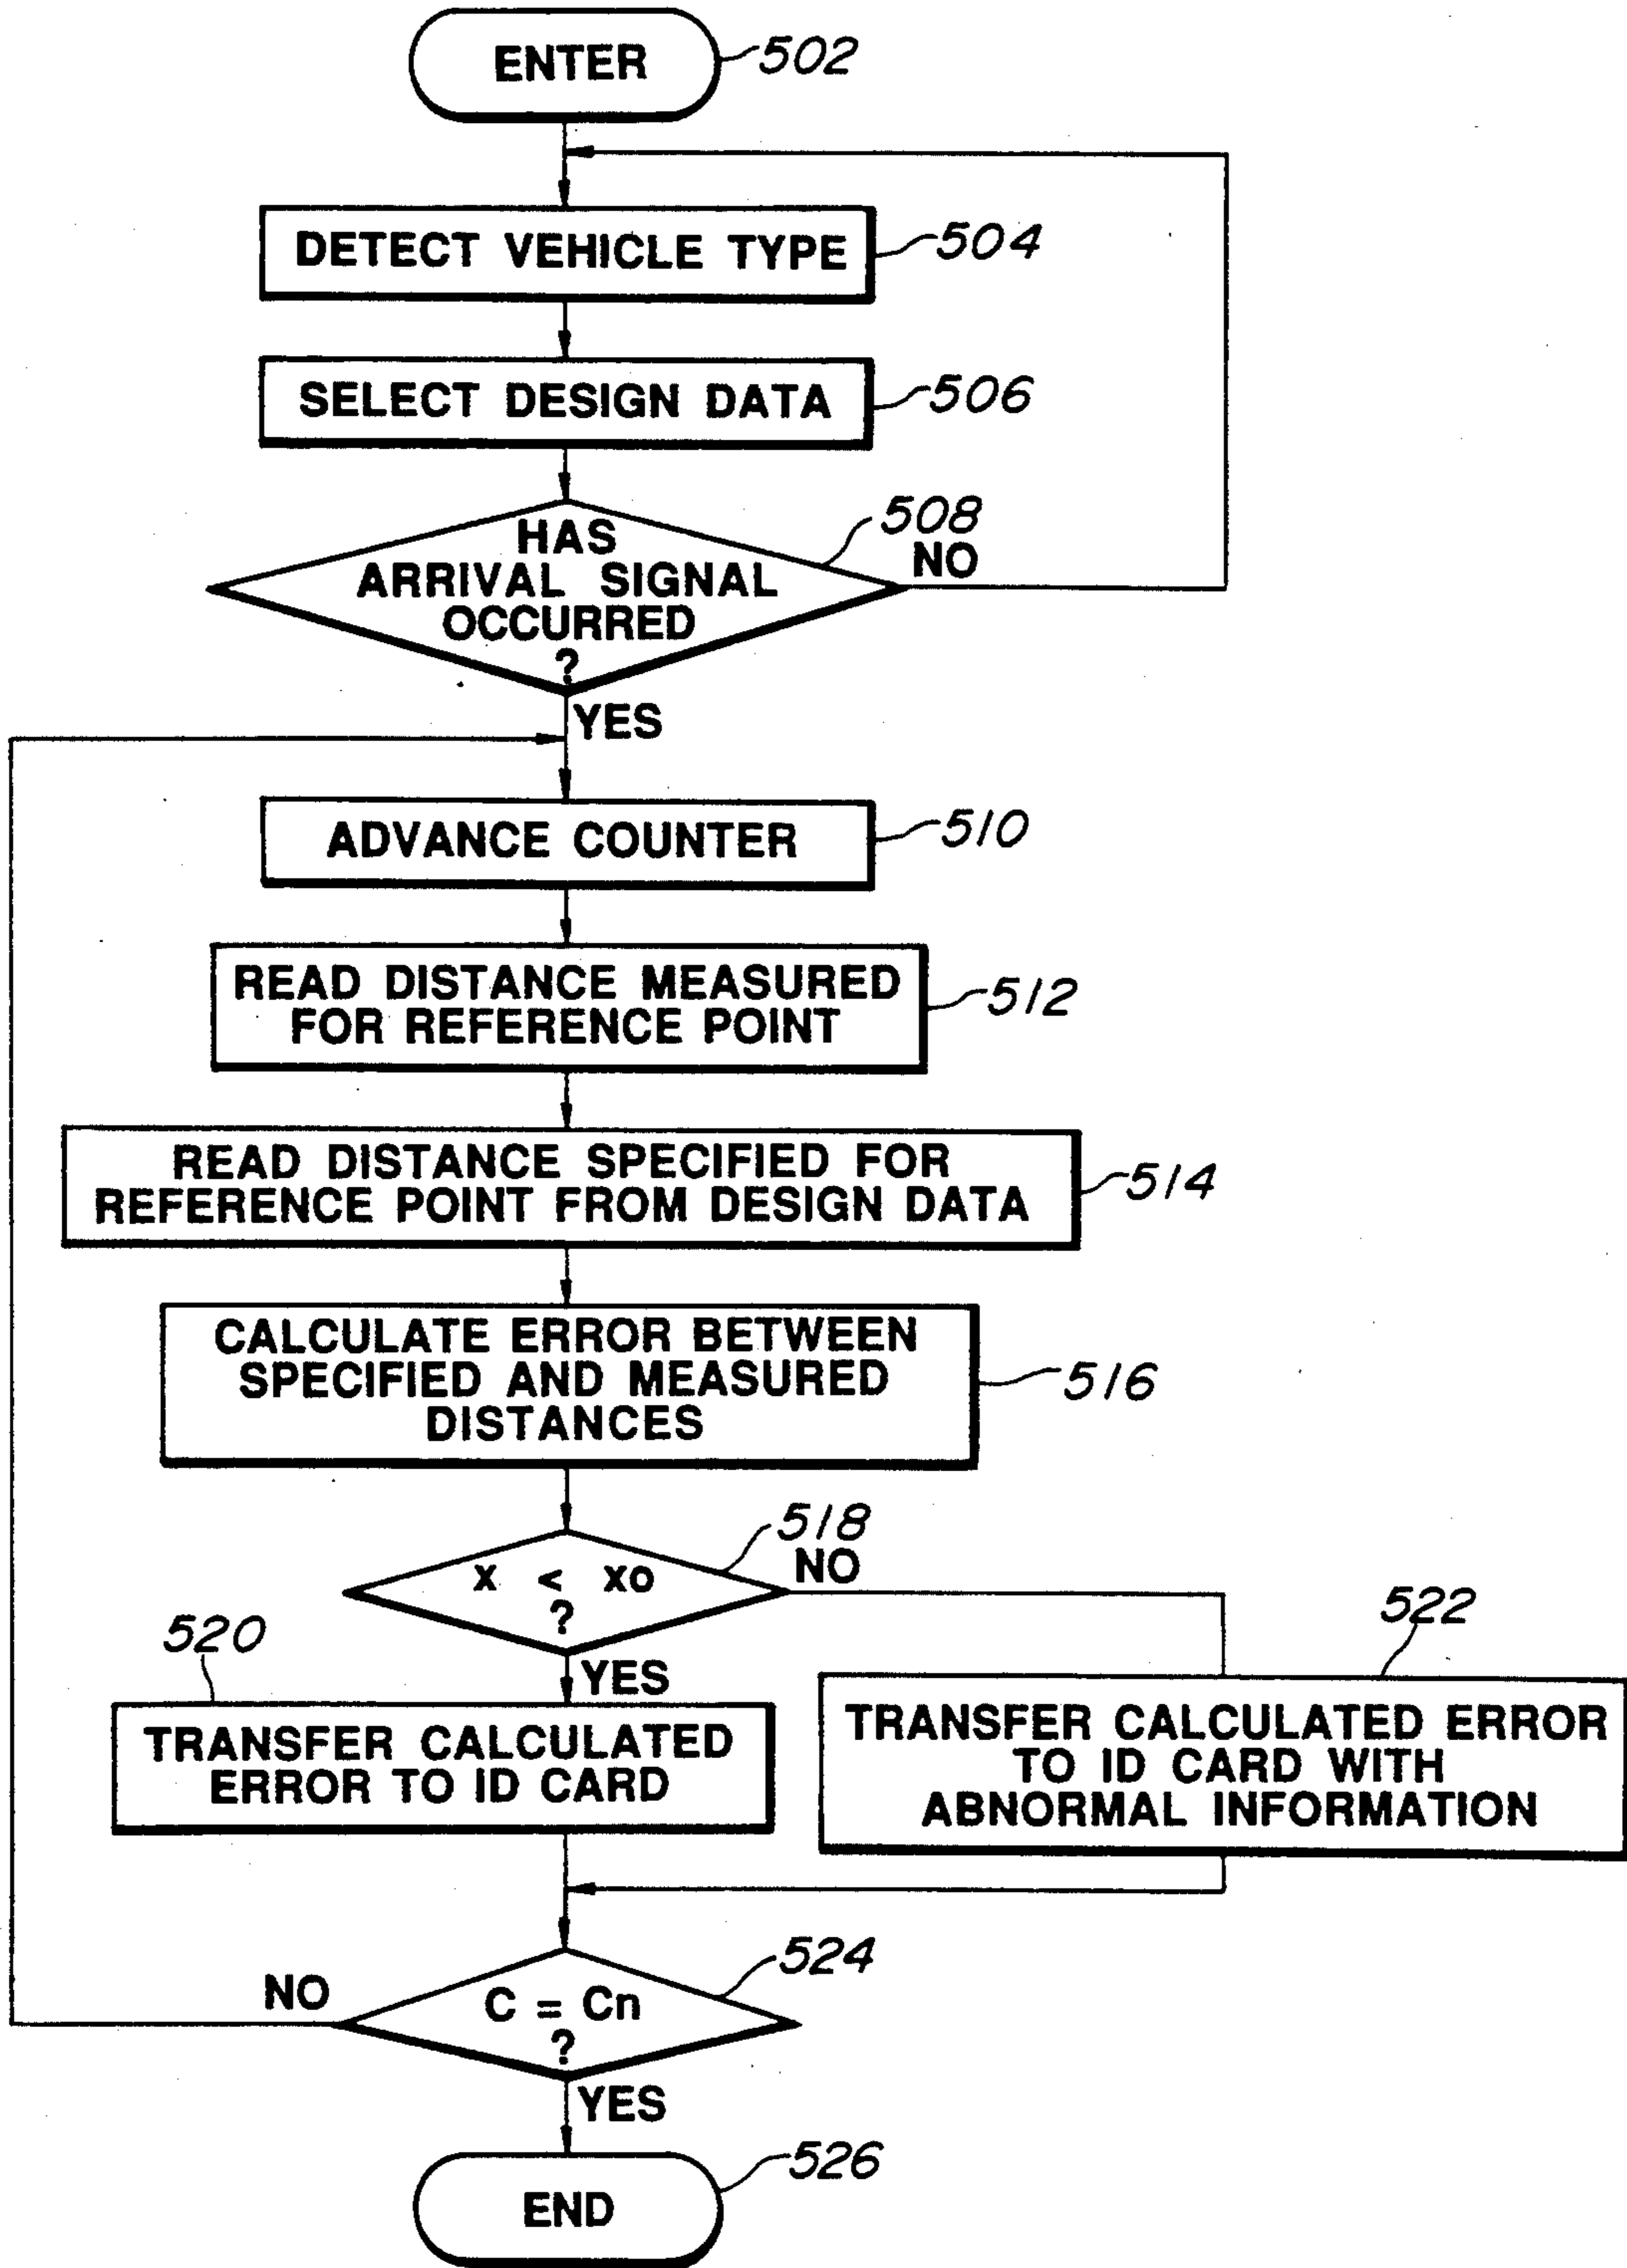 ENTER
502
DETECT VEHICLE TYPE
504
SELECT DESIGN DATA
506
HAS
ARRIVAL SIGNAL
OCCURRED
?
508
NO
YES
ADVANCE COUNTER
510
READ DISTANCE MEASURED
FOR REFERENCE POINT
512
READ DISTANCE SPECIFIED FOR
REFERENCE POINT FROM DESIGN DATA
514
CALCULATE ERROR BETWEEN
SPECIFIED AND MEASURED
DISTANCES
516
x < xo
?
518
NO
YES
520
TRANSFER CALCULATED
ERROR TO ID CARD
522
TRANSFER CALCULATED ERROR
TO ID CARD WITH
ABNORMAL INFORMATION
C = Cn
?
524
NO
YES
END
526